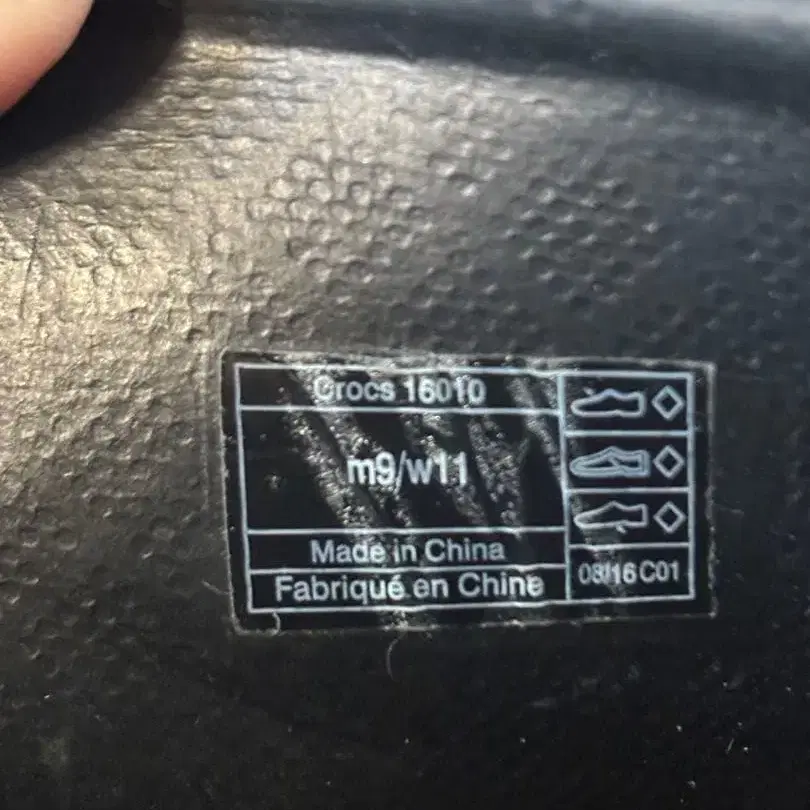 Crocs 16010
m9/w11
Made in China
Fabriqué en Chine
08/16 C01